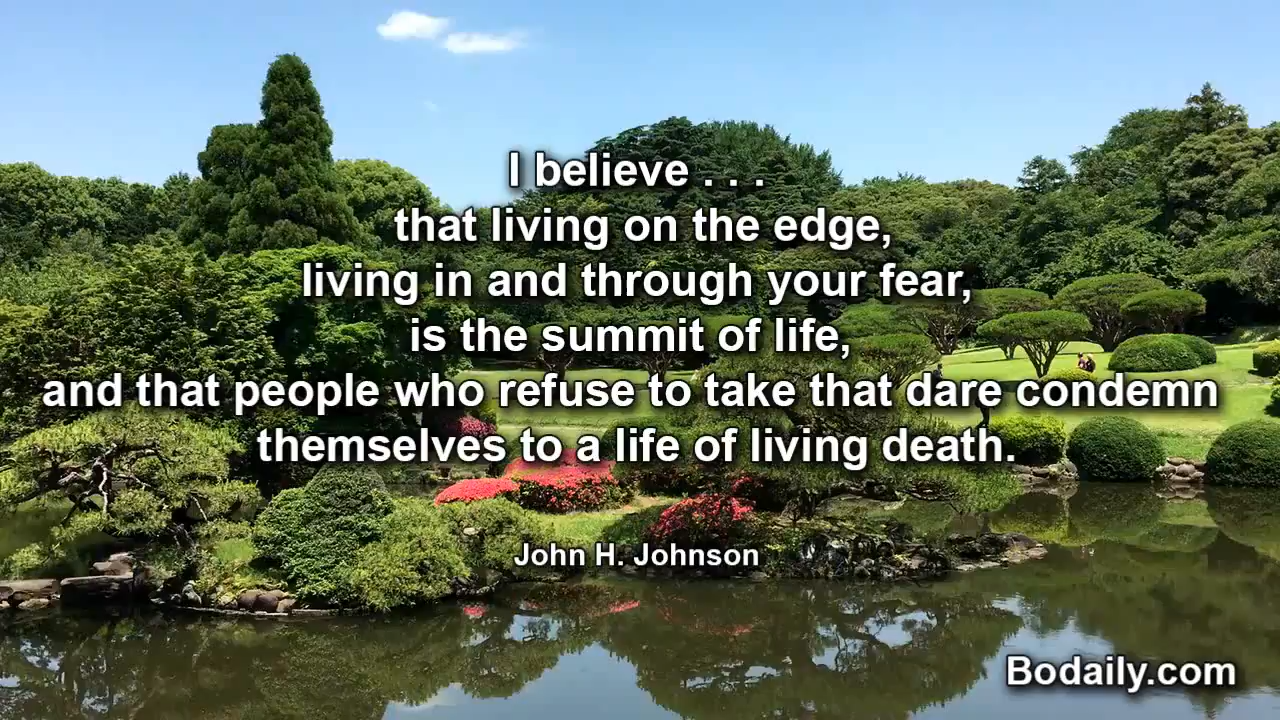 I believe . . .
that living on the edge,
living in and through your fear,
is the summit of life,
and that people who refuse to take that dare condemn
themselves to a life of living death.
John H. Johnson
Bodaily.com